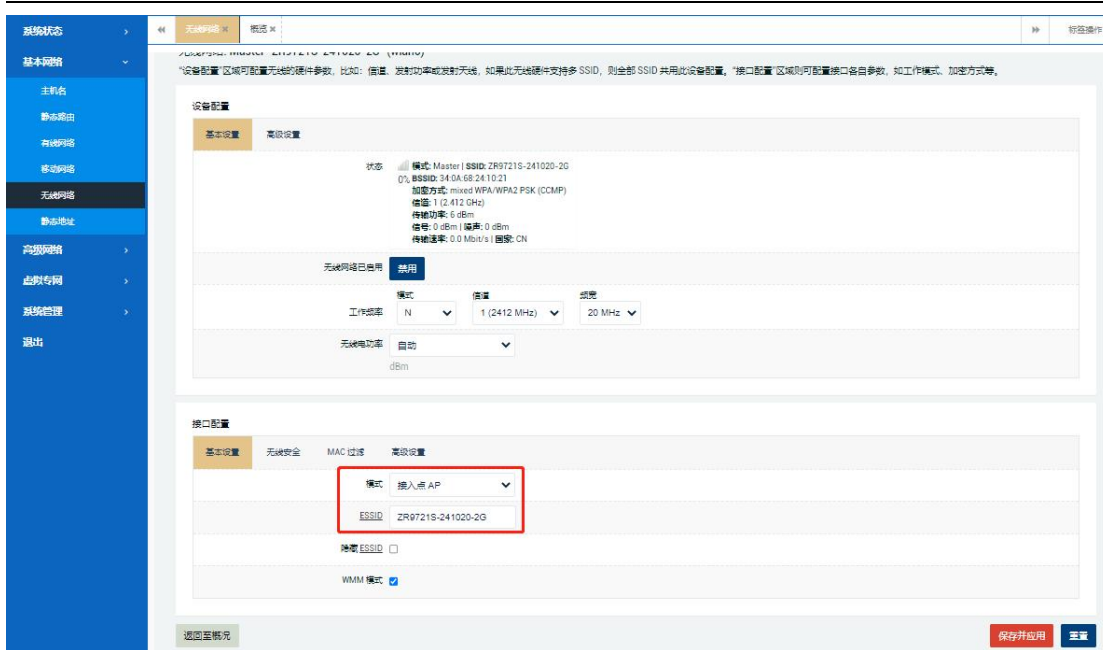 系统状态
无线网络 ×
概览 ×
标签操作
基本网络
主机名
静态路由
有线网络
移动网络
无线网络
静态地址
高级网络
虚拟专网
系统管理
退出
无线网络: Master "ZR9721S-241020-2G" (wlan0)
"设备配置"区域可配置无线的硬件参数，比如：信道、发射功率或发射天线，如果此无线硬件支持多 SSID，则全部 SSID 共用此设备配置。"接口配置"区域则可配置接口各自参数，如工作模式、加密方式等。
设备配置
基本设置 高级设置
状态
模式: Master | SSID: ZR9721S-241020-2G
0% BSSID: 34:0A:68:24:10:21
加密方式: mixed WPA/WPA2 PSK (CCMP)
信道: 1 (2.412 GHz)
传输功率: 6 dBm
信号: 0 dBm | 噪声: 0 dBm
传输速率: 0.0 Mbit/s | 国家: CN
无线网络已启用 禁用
模式 信道 频宽
工作频率 N 1 (2412 MHz) 20 MHz
无线电功率 自动
dBm
接口配置
基本设置 无线安全 MAC 过滤 高级设置
模式 接入点 AP
ESSID ZR9721S-241020-2G
隐藏 ESSID
WMM 模式
返回至概况 保存并应用 重置